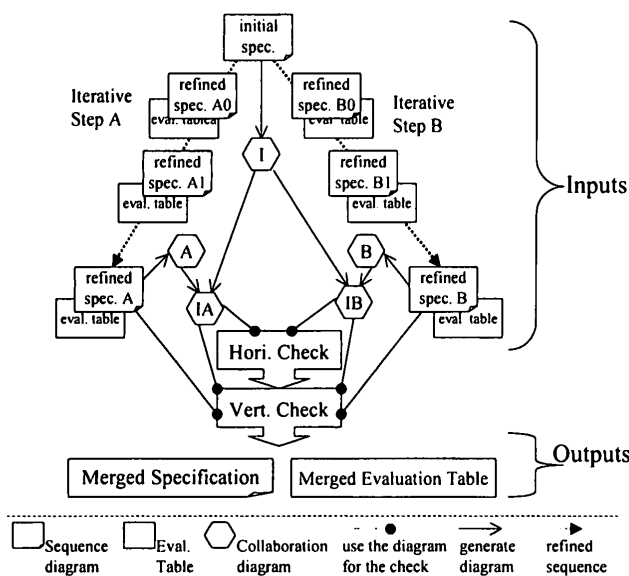 initial
spec.
refined
spec. A0
eval. tablea
refined
spec. B0
eval. table
Iterative
Step A
Iterative
Step B
I
refined
spec. A1
eval. table
refined
spec. B1
eval. table
Inputs
A
B
refined
spec. A
eval. table
IA
IB
refined
spec. B
eval. table
Hori. Check
Vert. Check
Outputs
Merged Specification
Merged Evaluation Table
Sequence
diagram
Eval.
Table
Collaboration
diagram
use the diagram
for the check
generate
diagram
refined
sequence